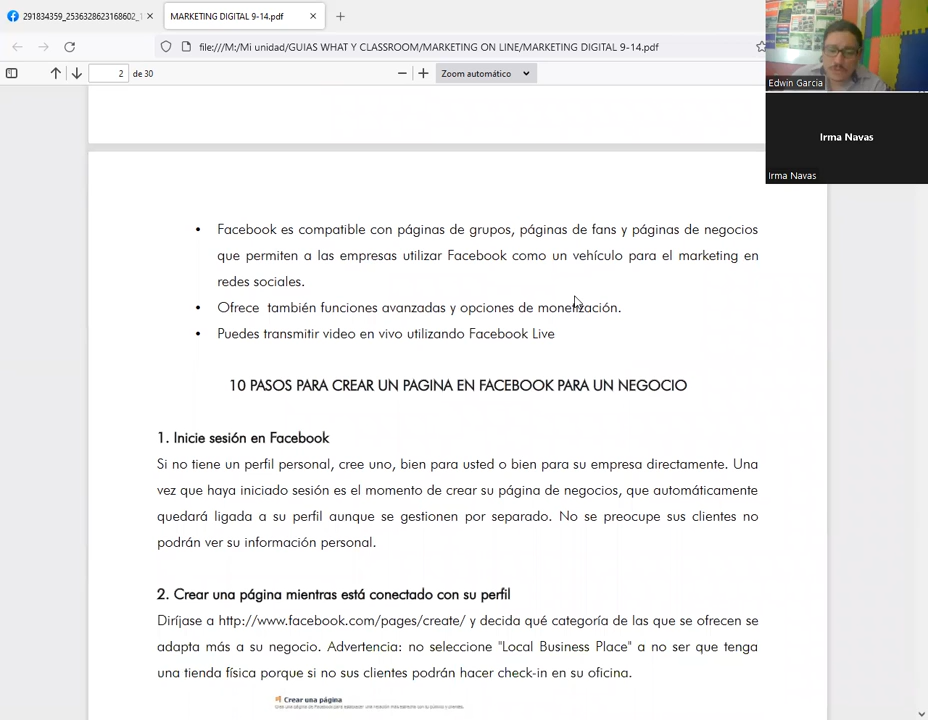 291834359_2536328623168602_1
MARKETING DIGITAL 9-14.pdf
file:///M:/Mi unidad/GUIAS WHAT Y CLASSROOM/MARKETING ON LINE/MARKETING DIGITAL 9-14.pdf
2 de 30
Zoom automático
Edwin Garcia
Irma Navas
Irma Navas
• Facebook es compatible con páginas de grupos, páginas de fans y páginas de negocios
que permiten a las empresas utilizar Facebook como un vehículo para el marketing en
redes sociales.
• Ofrece también funciones avanzadas y opciones de monetización.
• Puedes transmitir video en vivo utilizando Facebook Live
10 PASOS PARA CREAR UN PAGINA EN FACEBOOK PARA UN NEGOCIO
1. Inicie sesión en Facebook
Si no tiene un perfil personal, cree uno, bien para usted o bien para su empresa directamente. Una
vez que haya iniciado sesión es el momento de crear su página de negocios, que automáticamente
quedará ligada a su perfil aunque se gestionen por separado. No se preocupe sus clientes no
podrán ver su información personal.
2. Crear una página mientras está conectado con su perfil
Diríjase a http://www.facebook.com/pages/create/ y decida qué categoría de las que se ofrecen se
adapta más a su negocio. Advertencia: no seleccione "Local Business Place" a no ser que tenga
una tienda física porque si no sus clientes podrán hacer check-in en su oficina.
Crear una página